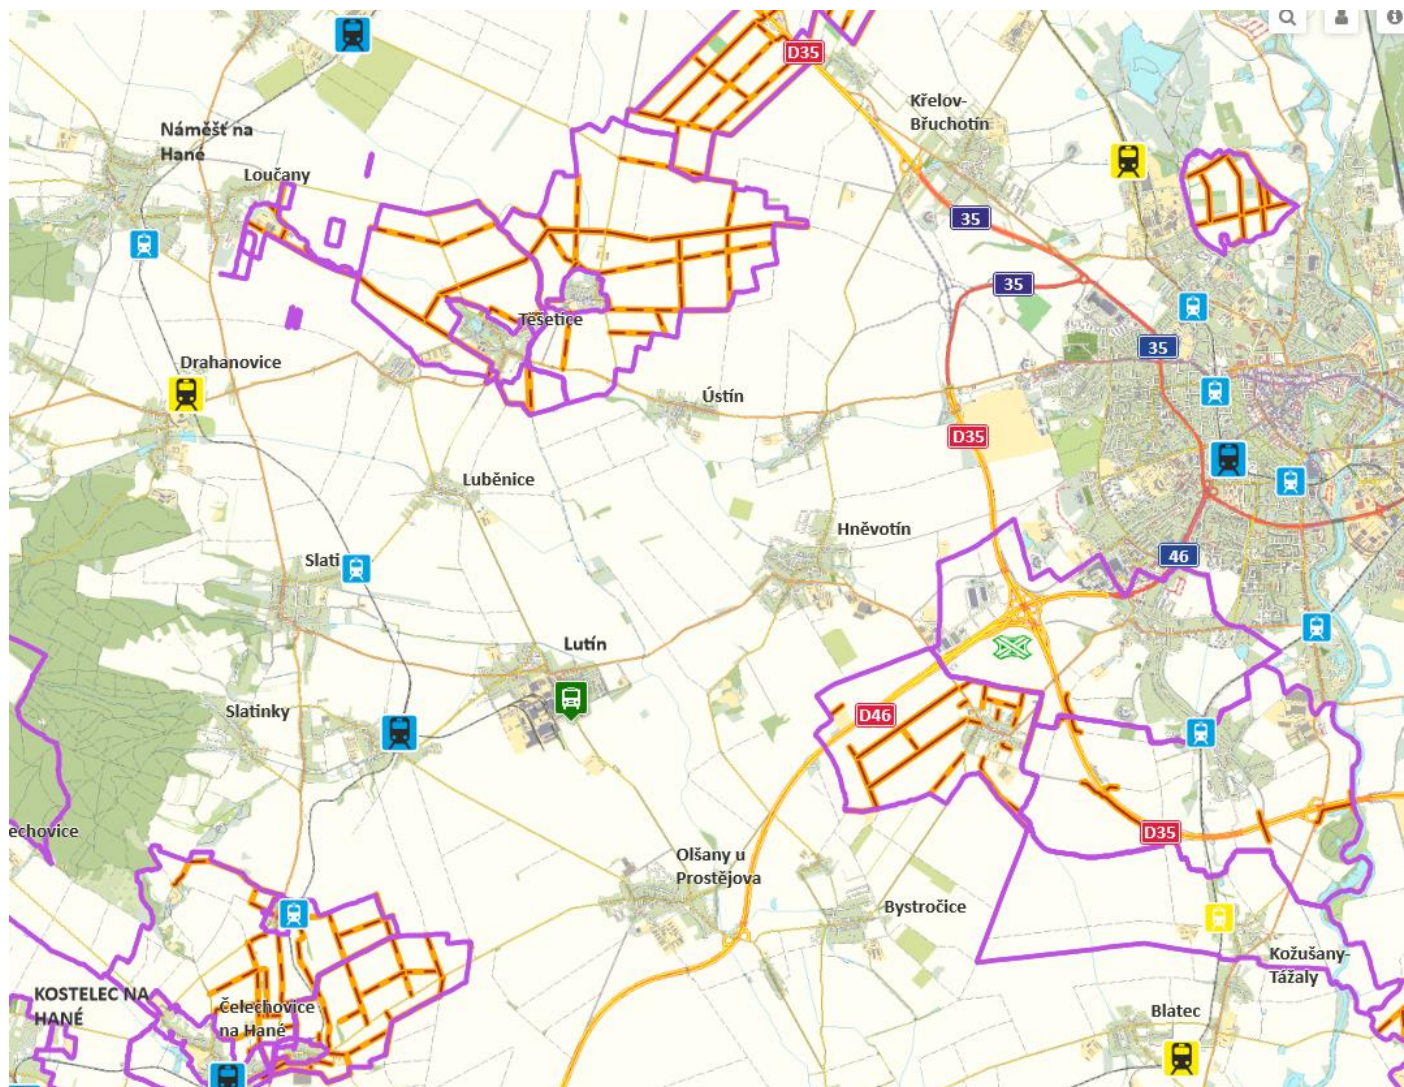 D35
Křelov-
Břuchotín
Náměšť na
Hané
Loučany
35
35
Těšetice
35
Drahanovice
Ústín
D35
Luběnice
Hněvotín
46
Slati
Lutín
Slatinky
D46
echovice
D35
Olšany u
Prostějova
Bystročice
Kožušany-
Tážaly
KOSTELEC NA
HANÉ
Čelechovice
na Hané
Blatec